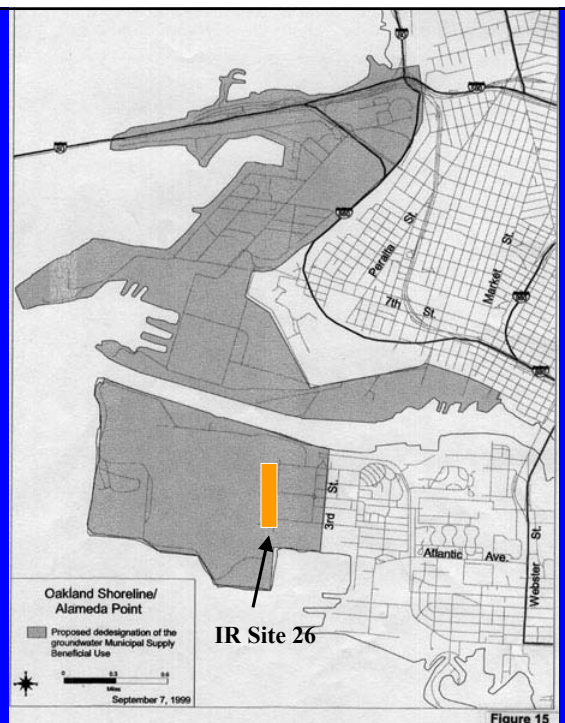 Peralta St.
Market St.
7th St.
3rd St.
Atlantic Ave.
Webster St.
IR Site 26
Oakland Shoreline/
Alameda Point
Proposed dedesignation of the
groundwater Municipal Supply
Beneficial Use
Miles
September 7, 1999
Figure 15